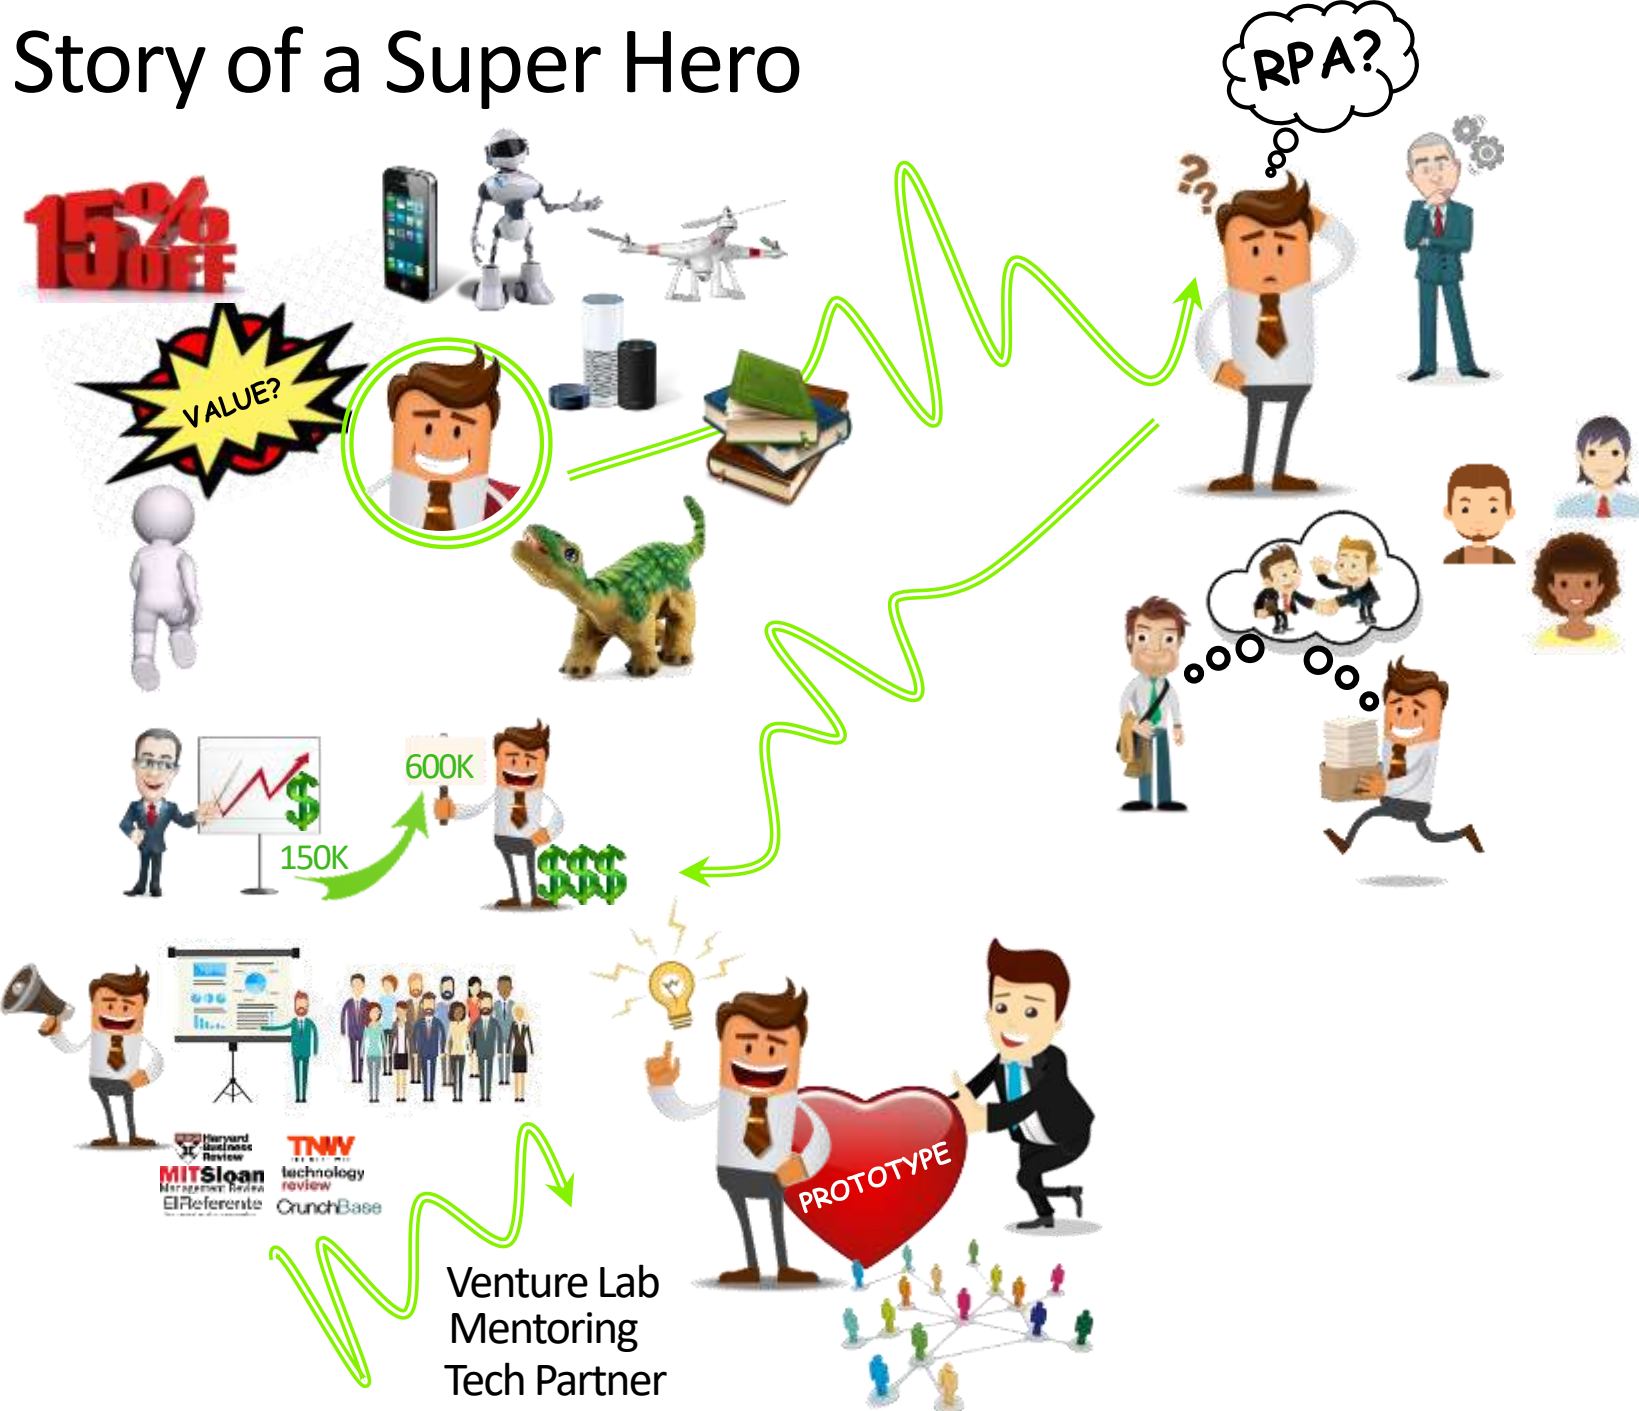 Story of a Super Hero
RPA?
??
15%
OFF
VALUE?
600K
$
150K
$$$
Harvard
Business
Review
TNW
MITSloan
Management Review
technology
review
ElReferente
CrunchBase
PROTOTYPE
Venture Lab
Mentoring
Tech Partner